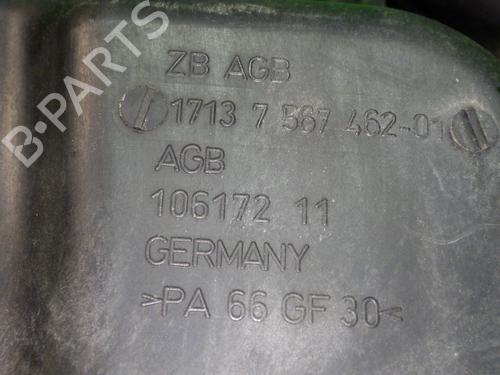 B-PARTS
ZB AGB
1713 7 567 462-01
AGB
106172 11
GERMANY
>PA 66 GF 30<